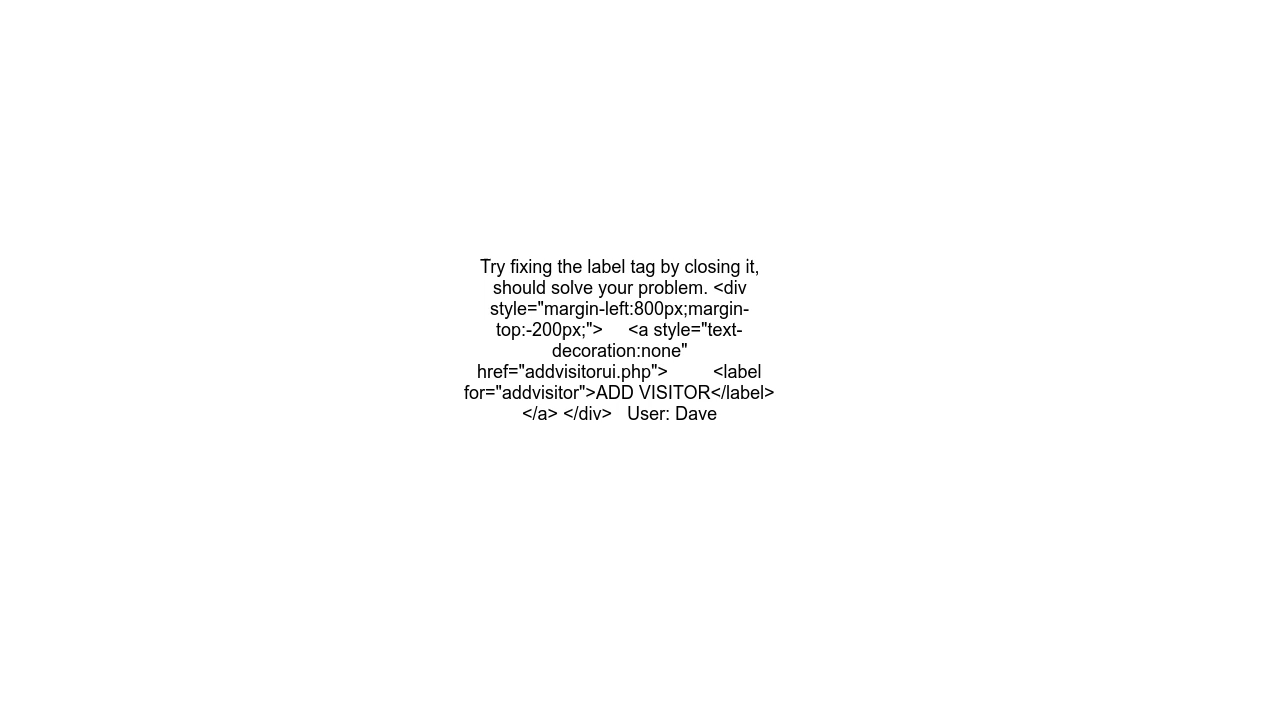 Try fixing the label tag by closing it,
should solve your problem. <div
style="margin-left:800px;margin-
top:-200px;">     <a style="text-
decoration:none"
href="addvisitorui.php">         <label
for="addvisitor">ADD VISITOR</label>
</a> </div>   User: Dave